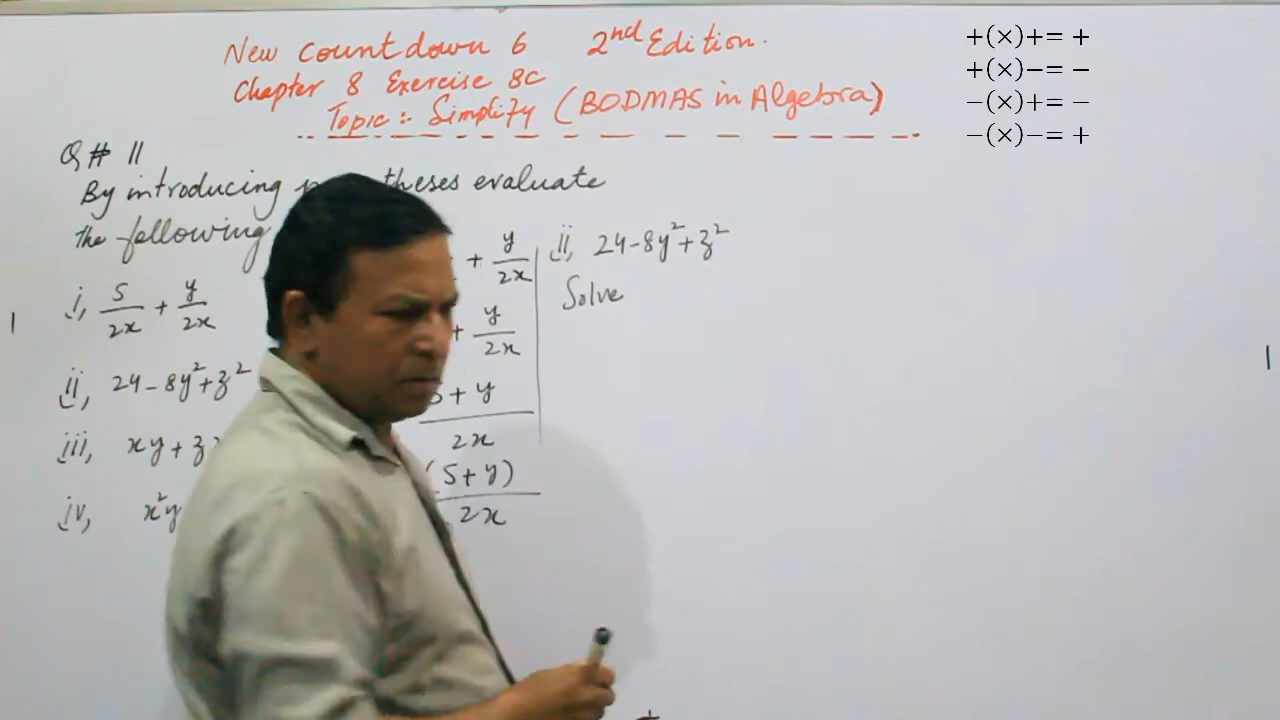 New Countdown 6 2nd Edition.
Chapter 8 Exercise 8C
Topic:- Simplify (BODMAS in Algebra)
+(×)+= +
+(×)−= −
−(×)+= −
−(×)−= +
Q# 11
By introducing evaluate
the following
i, 5/2x + y/2x
ii, 24 - 8y² + z²
iii, xy + z
iv, x²y
+ y/2x
+ y/2x
5 + y
2x
(5 + y)
2x
ii, 24 - 8y² + z²
Solve